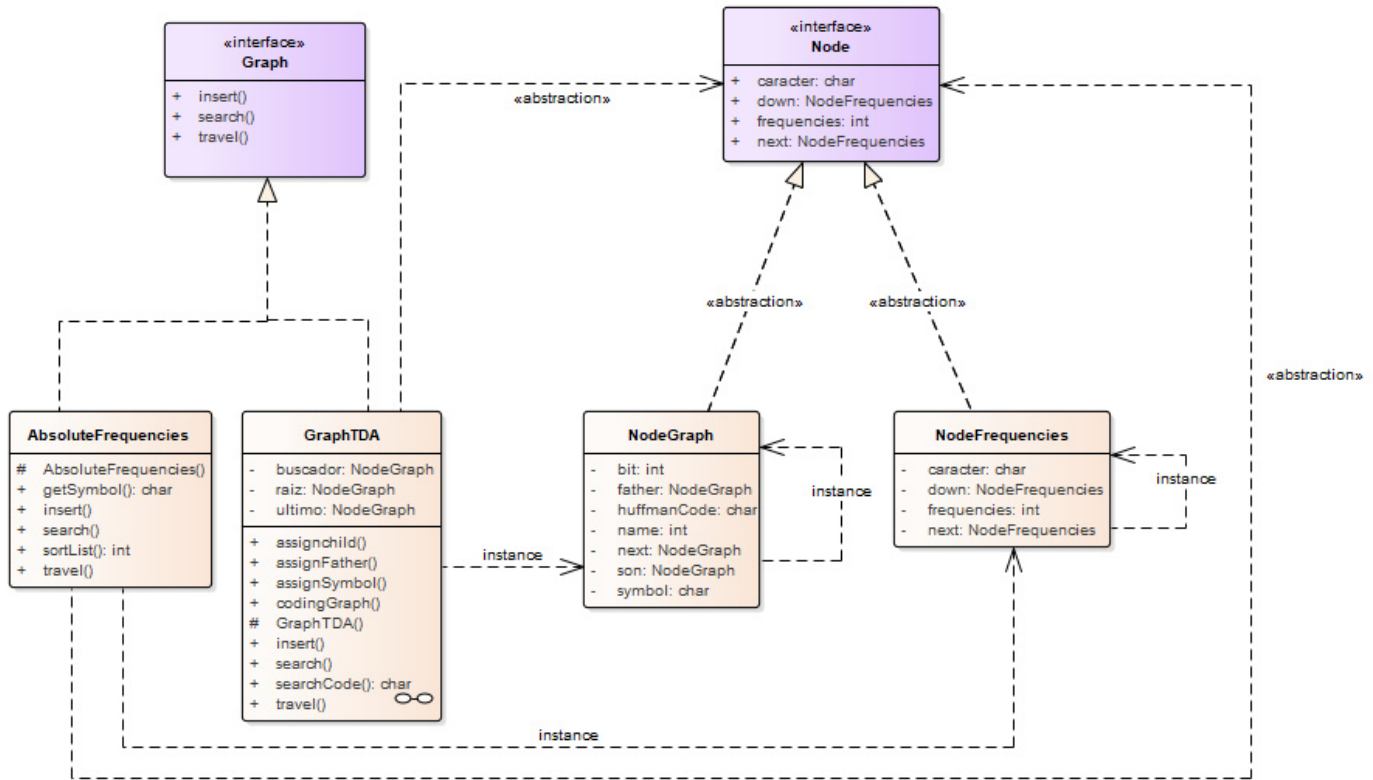 «interface»
Graph
+ insert()
+ search()
+ travel()
«interface»
Node
+ caracter: char
+ down: NodeFrequencies
+ frequencies: int
+ next: NodeFrequencies
«abstraction»
«abstraction»
«abstraction»
«abstraction»
AbsoluteFrequencies
# AbsoluteFrequencies()
+ getSymbol(): char
+ insert()
+ search()
+ sortList(): int
+ travel()
GraphTDA
- buscador: NodeGraph
- raiz: NodeGraph
- ultimo: NodeGraph
+ assignchild()
+ assignFather()
+ assignSymbol()
+ codingGraph()
# GraphTDA()
+ insert()
+ search()
+ searchCode(): char
+ travel()
instance
NodeGraph
- bit: int
- father: NodeGraph
- huffmanCode: char
- name: int
- next: NodeGraph
- son: NodeGraph
- symbol: char
instance
NodeFrequencies
- caracter: char
- down: NodeFrequencies
- frequencies: int
- next: NodeFrequencies
instance
instance